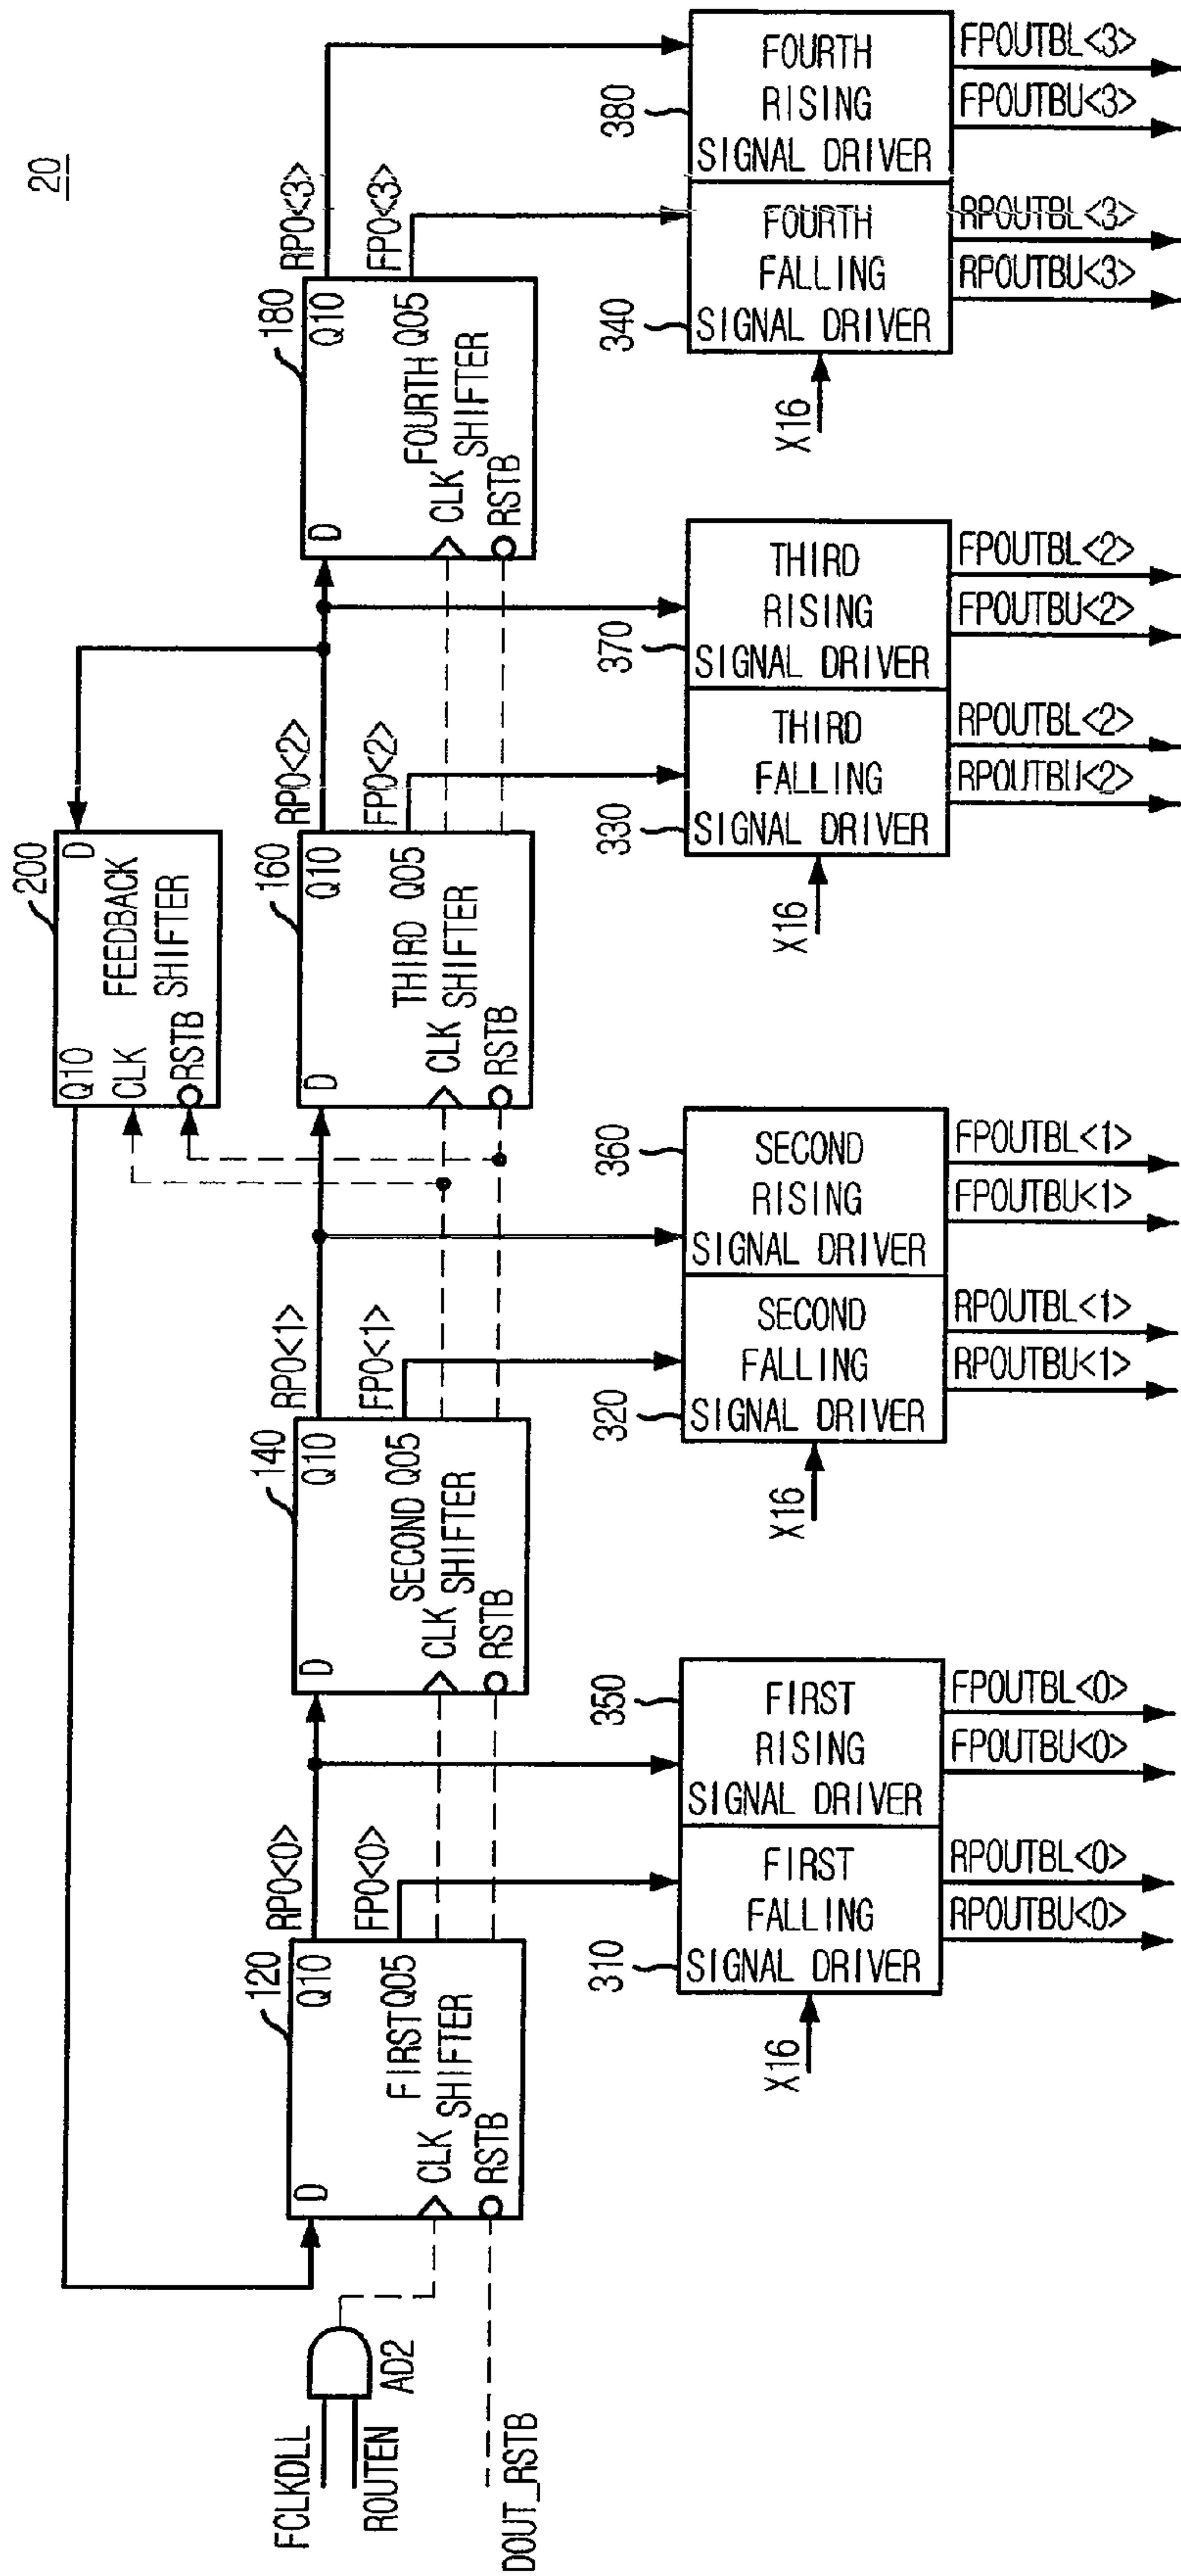 20
200
Q10
D
FEEDBACK
SHIFTER
CLK
RSTB
FCLKDLL
ROUTEN
AD2
DOUT_RSTB
120
D
Q10
FIRST Q05
SHIFTER
CLK
RSTB
RPO<0>
FPO<0>
140
D
Q10
SECOND Q05
SHIFTER
CLK
RSTB
RPO<1>
FPO<1>
160
D
Q10
THIRD Q05
SHIFTER
CLK
RSTB
RPO<2>
FPO<2>
180
D
Q10
FOURTH Q05
SHIFTER
CLK
RSTB
RPO<3>
FPO<3>
X16
310
FIRST
FALLING
SIGNAL DRIVER
350
FIRST
RISING
SIGNAL DRIVER
RPOUTBU<0>
RPOUTBL<0>
FPOUTBU<0>
FPOUTBL<0>
X16
320
SECOND
FALLING
SIGNAL DRIVER
360
SECOND
RISING
SIGNAL DRIVER
RPOUTBU<1>
RPOUTBL<1>
FPOUTBU<1>
FPOUTBL<1>
X16
330
THIRD
FALLING
SIGNAL DRIVER
370
THIRD
RISING
SIGNAL DRIVER
RPOUTBU<2>
RPOUTBL<2>
FPOUTBU<2>
FPOUTBL<2>
X16
340
FOURTH
FALLING
SIGNAL DRIVER
380
FOURTH
RISING
SIGNAL DRIVER
RPOUTBU<3>
RPOUTBL<3>
FPOUTBU<3>
FPOUTBL<3>